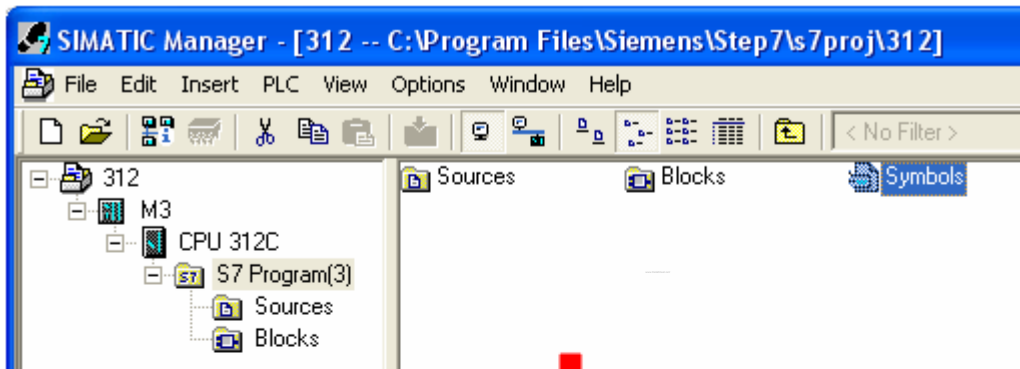 SIMATIC Manager - [312 -- C:\Program Files\Siemens\Step7\s7proj\312]
File Edit Insert PLC View Options Window Help
< No Filter >
312
M3
CPU 312C
S7 Program(3)
Sources
Blocks
Sources Blocks Symbols